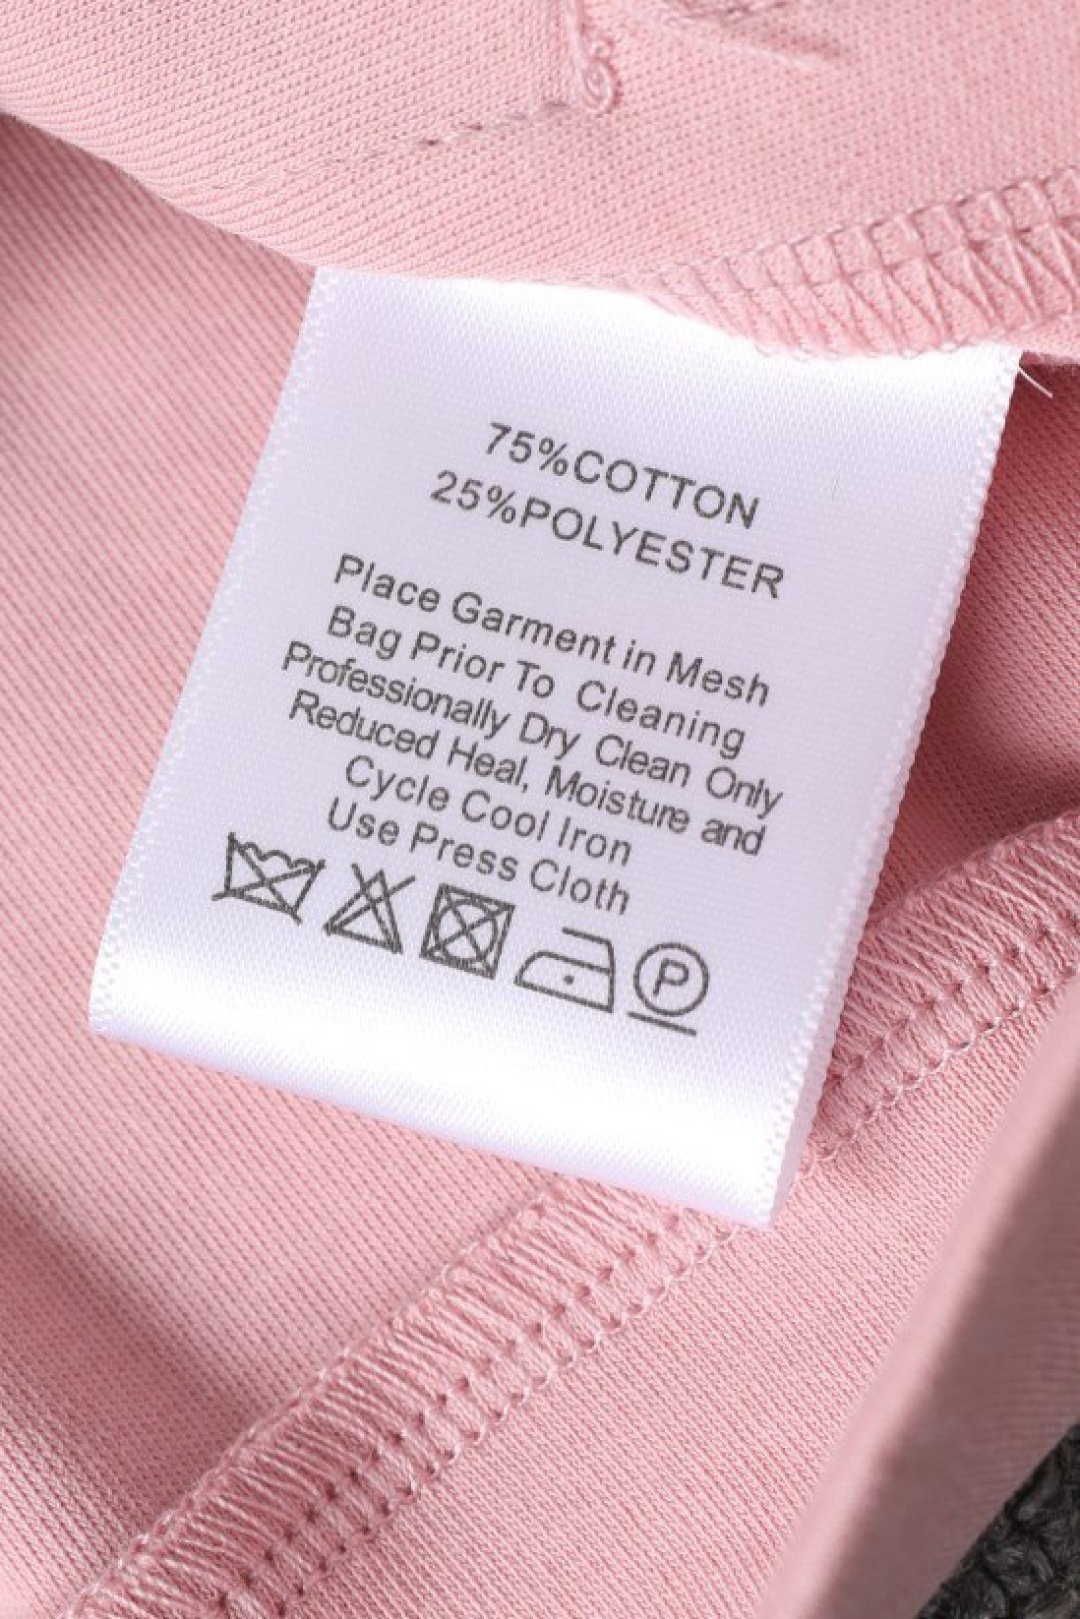 75%COTTON
25%POLYESTER
Place Garment in Mesh
Bag Prior To Cleaning
Professionally Dry Clean Only
Reduced Heal, Moisture and
Cycle Cool Iron
Use Press Cloth
P